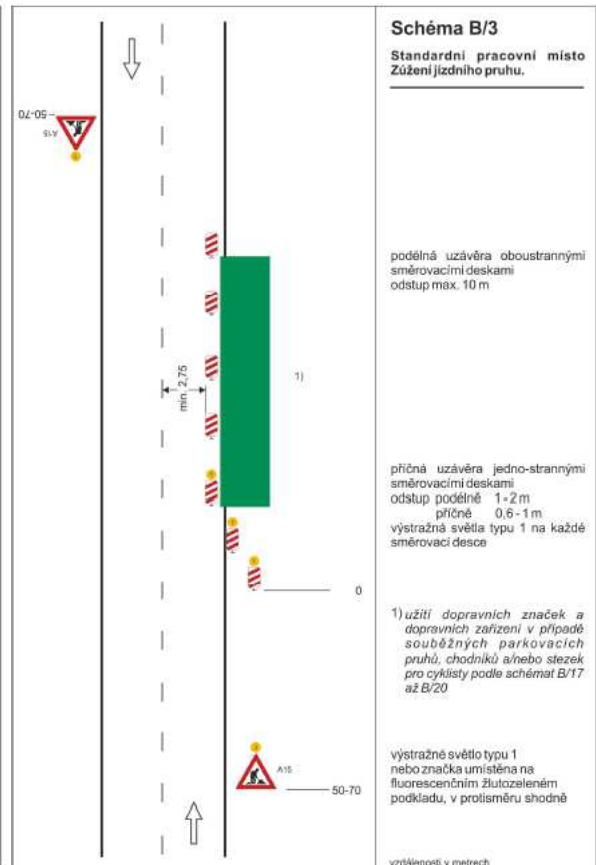 Schéma B/3
Standardní pracovní místo
Zúžení jízdního pruhu.
50-70
A15
podélná uzávěra oboustrannými
směrovacími deskami
odstup max. 10 m
min. 2,75
1)
příčná uzávěra jedno-strannými
směrovacími deskami
odstup podélně 1-2 m
příčně 0,6 - 1 m
výstražná světla typu 1 na každé
směrovací desce
0
1) užití dopravních značek a
dopravních zařízení v případě
souběžných parkovacích
pruhů, chodníků a/nebo stezek
pro cyklisty podle schémat B/17
až B/20
A15
50-70
výstražné světlo typu 1
nebo značka umístěna na
fluorescenčním žlutozeleném
podkladu, v protisměru shodně
vzdálenosti v metrech